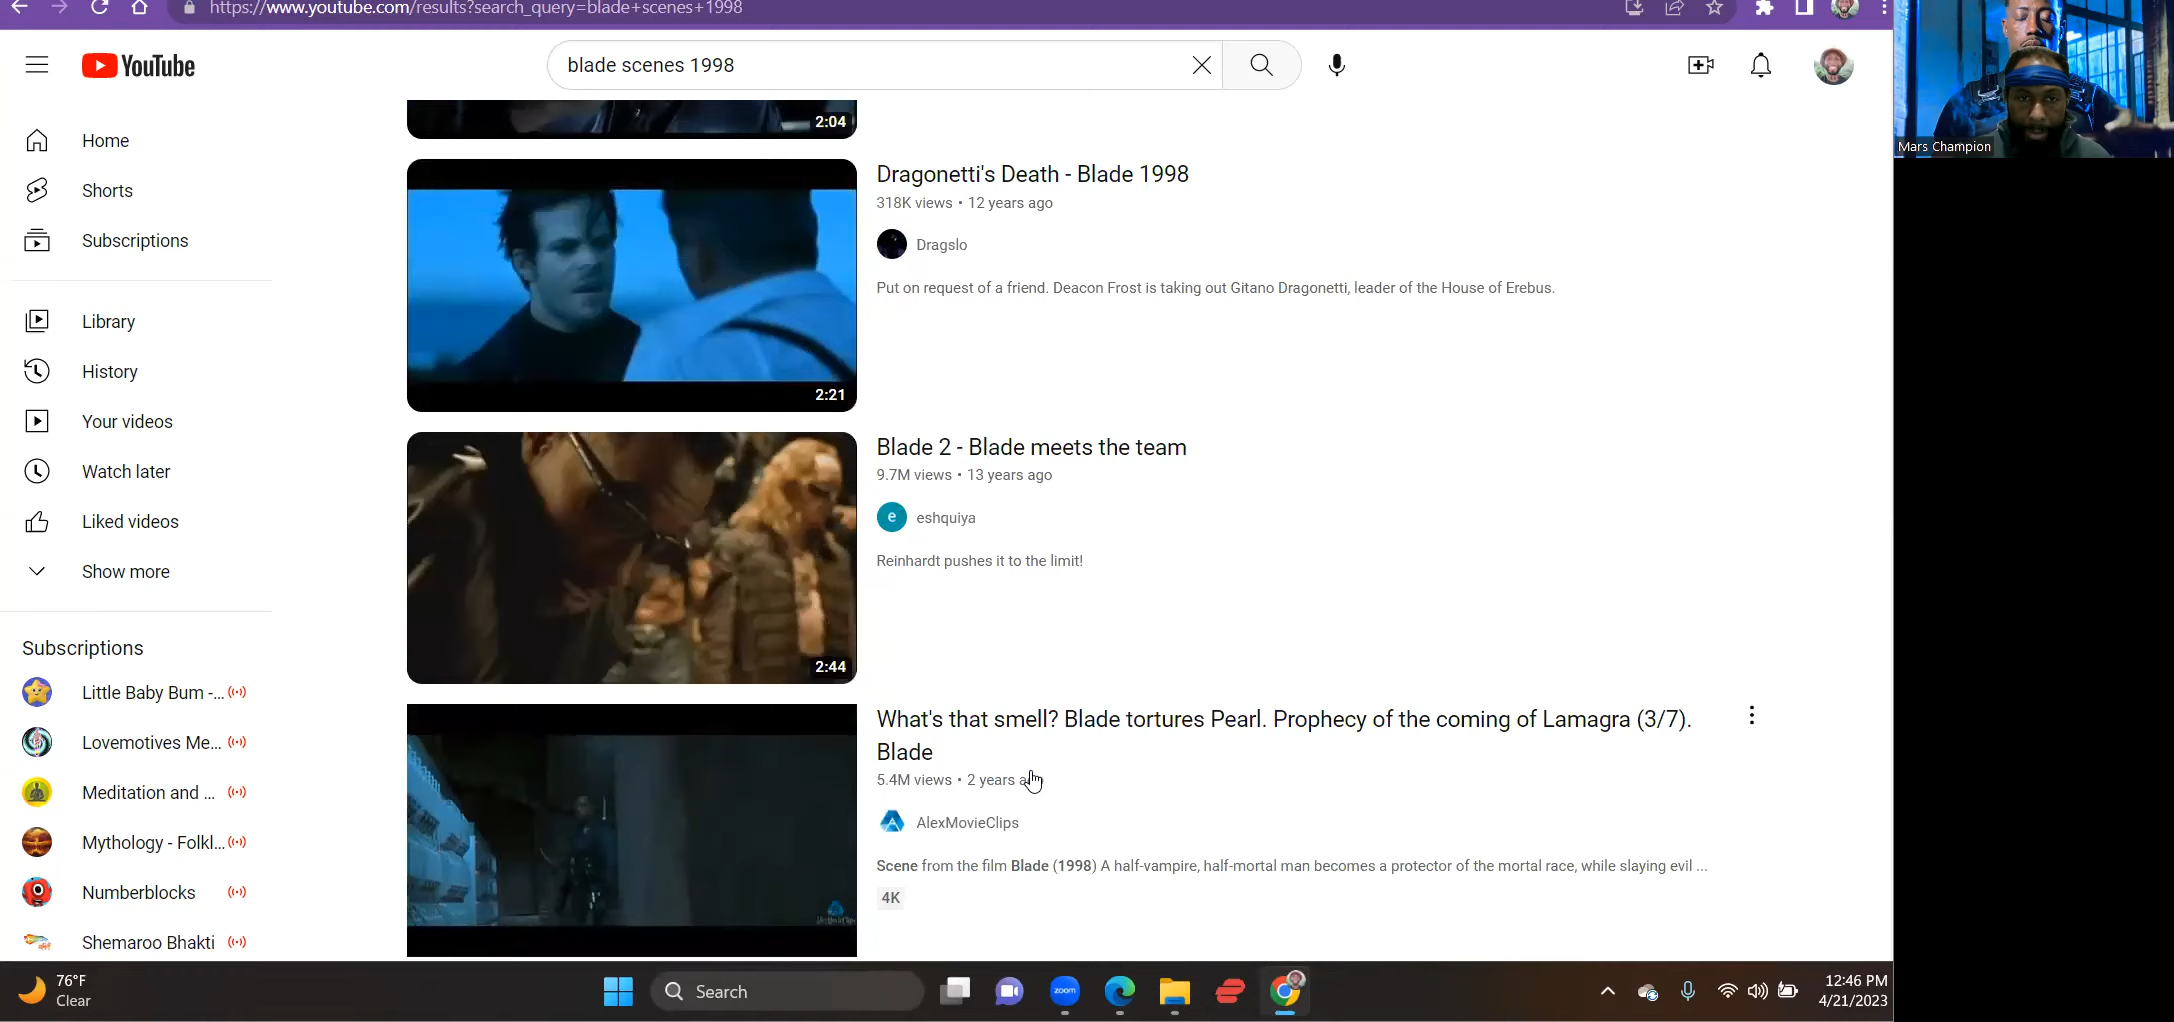 https://www.youtube.com/results?search_query=blade+scenes+1998
YouTube
blade scenes 1998
Mars Champion
Home
Shorts
Subscriptions
Library
History
Your videos
Watch later
Liked videos
Show more
Subscriptions
Little Baby Bum -...
Lovemotives Me...
Meditation and ...
Mythology - Folkl...
Numberblocks
Shemaroo Bhakti
2:04
Dragonetti's Death - Blade 1998
318K views • 12 years ago
Dragslo
Put on request of a friend. Deacon Frost is taking out Gitano Dragonetti, leader of the House of Erebus.
2:21
Blade 2 - Blade meets the team
9.7M views • 13 years ago
e
eshquiya
Reinhardt pushes it to the limit!
2:44
What's that smell? Blade tortures Pearl. Prophecy of the coming of Lamagra (3/7).
Blade
5.4M views • 2 years
AlexMovieClips
Scene from the film Blade (1998) A half-vampire, half-mortal man becomes a protector of the mortal race, while slaying evil ...
4K
76°F
Clear
Search
zoom
12:46 PM
4/21/2023